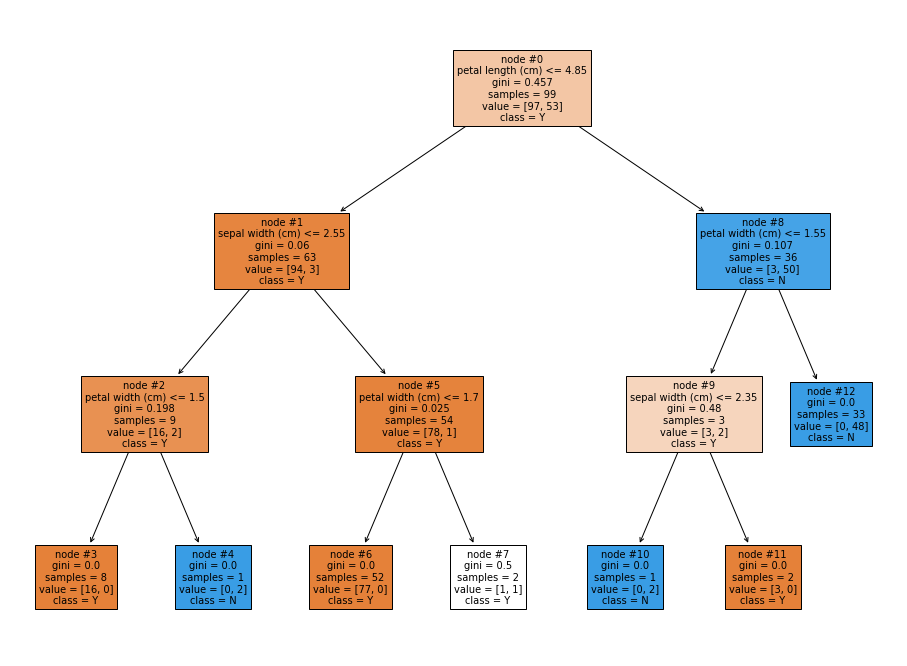 node #0
petal length (cm) <= 4.85
gini = 0.457
samples = 99
value = [97, 53]
class = Y
node #1
sepal width (cm) <= 2.55
gini = 0.06
samples = 63
value = [94, 3]
class = Y
node #8
petal width (cm) <= 1.55
gini = 0.107
samples = 36
value = [3, 50]
class = N
node #2
petal width (cm) <= 1.5
gini = 0.198
samples = 9
value = [16, 2]
class = Y
node #5
petal width (cm) <= 1.7
gini = 0.025
samples = 54
value = [78, 1]
class = Y
node #9
sepal width (cm) <= 2.35
gini = 0.48
samples = 3
value = [3, 2]
class = Y
node #12
gini = 0.0
samples = 33
value = [0, 48]
class = N
node #3
gini = 0.0
samples = 8
value = [16, 0]
class = Y
node #4
gini = 0.0
samples = 1
value = [0, 2]
class = N
node #6
gini = 0.0
samples = 52
value = [77, 0]
class = Y
node #7
gini = 0.5
samples = 2
value = [1, 1]
class = Y
node #10
gini = 0.0
samples = 1
value = [0, 2]
class = N
node #11
gini = 0.0
samples = 2
value = [3, 0]
class = Y